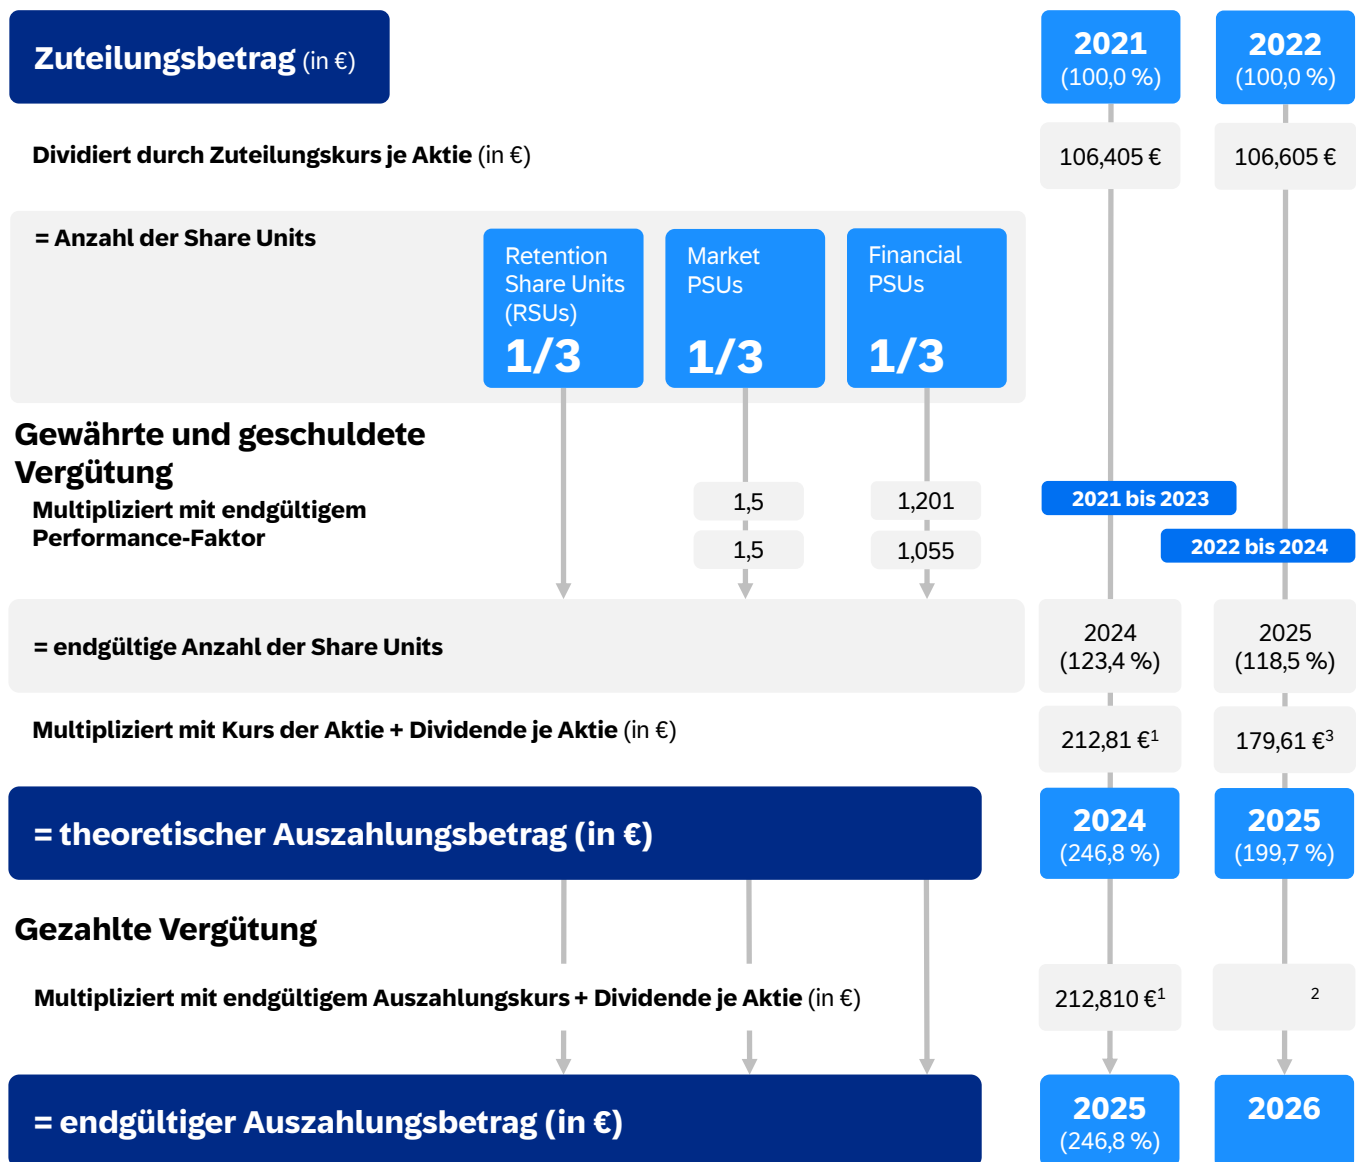 Zuteilungsbetrag (in €)
2021
(100,0 %)
2022
(100,0 %)
Dividiert durch Zuteilungskurs je Aktie (in €)
106,405 €
106,605 €
= Anzahl der Share Units
Retention
Share Units
(RSUs)
1/3
Market
PSUs
1/3
Financial
PSUs
1/3
Gewährte und geschuldete
Vergütung
Multipliziert mit endgültigem
Performance-Faktor
1,5
1,201
2021 bis 2023
1,5
1,055
2022 bis 2024
= endgültige Anzahl der Share Units
2024
(123,4 %)
2025
(118,5 %)
Multipliziert mit Kurs der Aktie + Dividende je Aktie (in €)
212,81 €1
179,61 €3
= theoretischer Auszahlungsbetrag (in €)
2024
(246,8 %)
2025
(199,7 %)
Gezahlte Vergütung
Multipliziert mit endgültigem Auszahlungskurs + Dividende je Aktie (in €)
212,810 €1
2
= endgültiger Auszahlungsbetrag (in €)
2025
(246,8 %)
2026